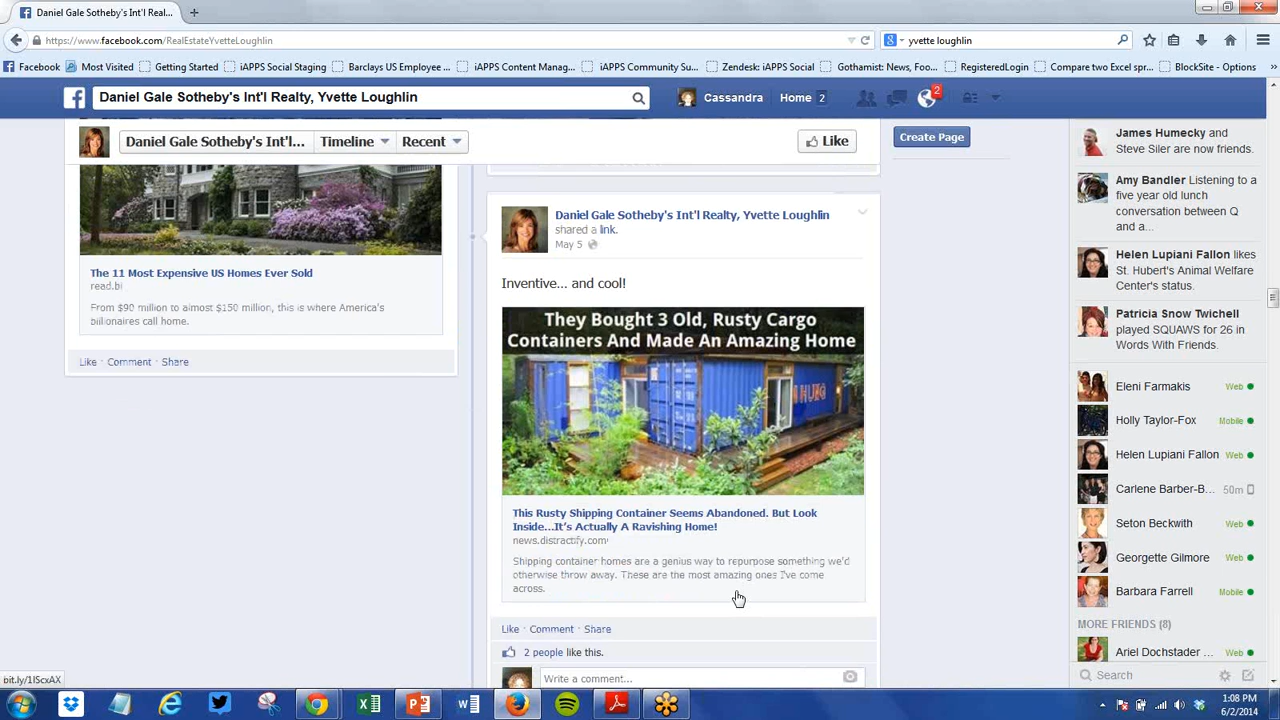 Daniel Gale Sotheby's Int'l Real...
https://www.facebook.com/RealEstateYvetteLoughlin
yvette loughlin
Facebook
Most Visited
Getting Started
iAPPS Social Staging
Barclays US Employee ...
iAPPS Content Manag...
iAPPS Community Su...
Zendesk: iAPPS Social
Gothamist: News, Foo...
RegisteredLogin
Compare two Excel spr...
BlockSite - Options
Daniel Gale Sotheby's Int'l Realty, Yvette Loughlin
Cassandra
Home 2
2
Daniel Gale Sotheby's Int'l...
Timeline
Recent
Like
Create Page
The 11 Most Expensive US Homes Ever Sold
read.bi
From $90 million to almost $150 million, this is where America's
billionaires call home.
Like · Comment · Share
Daniel Gale Sotheby's Int'l Realty, Yvette Loughlin
shared a link.
May 5
Inventive... and cool!
They Bought 3 Old, Rusty Cargo
Containers And Made An Amazing Home
This Rusty Shipping Container Seems Abandoned. But Look
Inside...It's Actually A Ravishing Home!
news.distractify.com
Shipping container homes are a genius way to repurpose something we'd
otherwise throw away. These are the most amazing ones I've come
across.
Like · Comment · Share
2 people like this.
Write a comment...
James Humecky and
Steve Siler are now friends.
Amy Bandler Listening to a
five year old lunch
conversation between Q
and a...
Helen Lupiani Fallon likes
St. Hubert's Animal Welfare
Center's status.
Patricia Snow Twichell
played SQUAWS for 26 in
Words With Friends.
Eleni Farmakis Web
Holly Taylor-Fox Mobile
Helen Lupiani Fallon Web
Carlene Barber-B... 50m
Seton Beckwith Web
Georgette Gilmore Web
Barbara Farrell Mobile
MORE FRIENDS (8)
Ariel Dochstader ... Web
Search
1:08 PM
6/2/2014